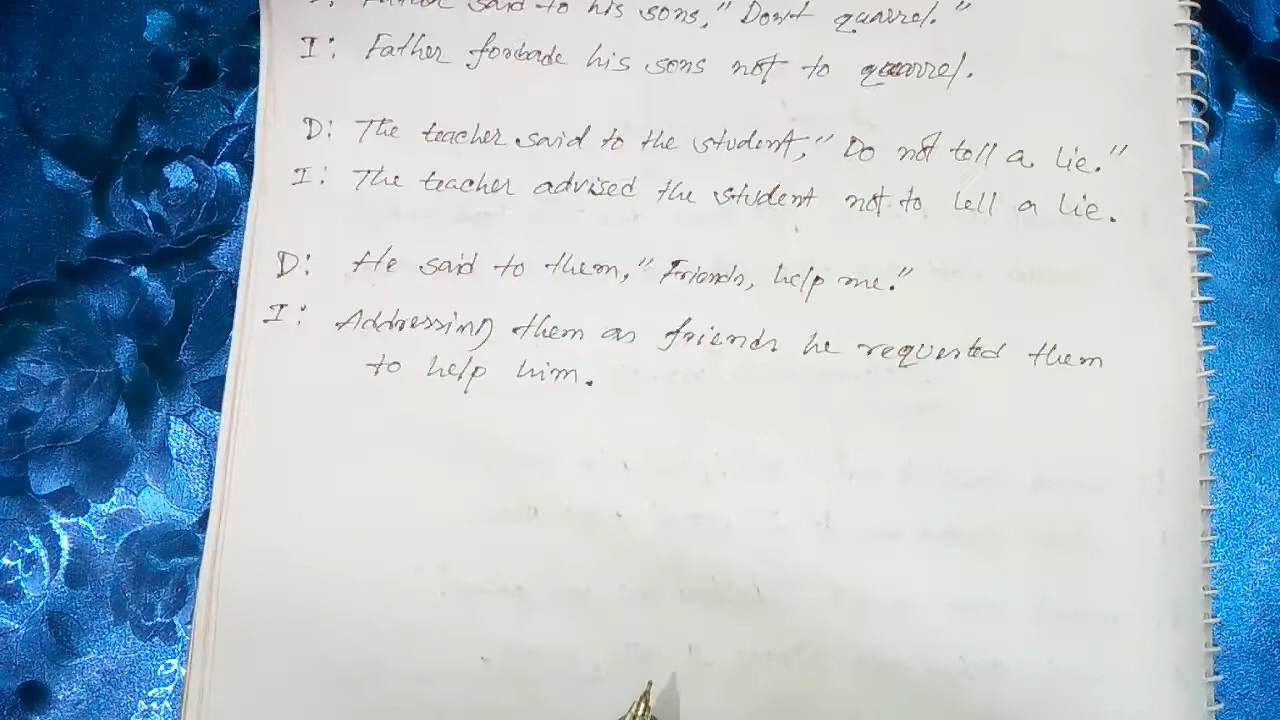 Father said to his sons," Don't quarrel."
I: Father forbade his sons not to quarrel.
D: The teacher said to the student," Do not tell a lie."
I: The teacher advised the student not to tell a lie.
D: He said to them," Friends, help me."
I: Addressing them as friends he requested them
to help him.